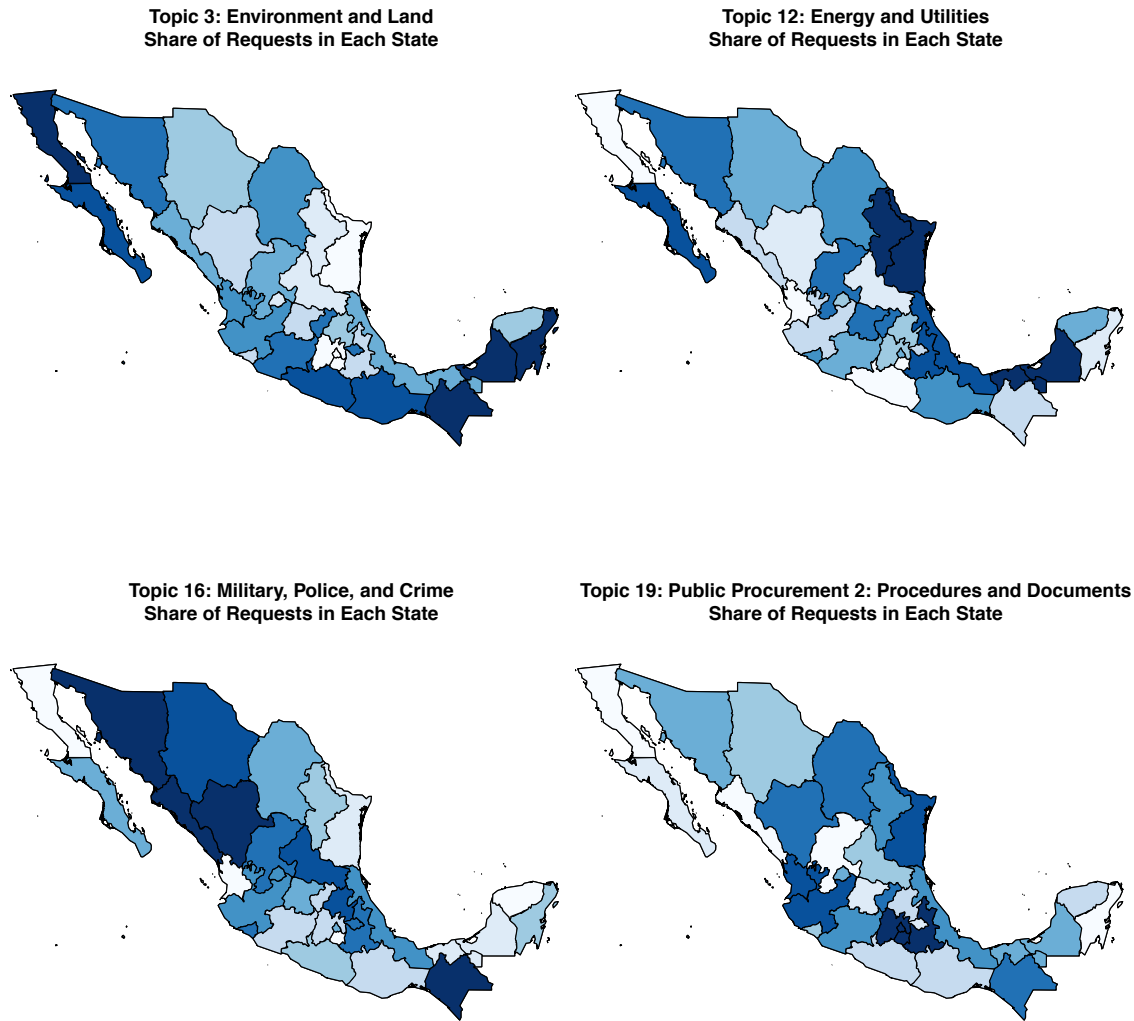 Topic 3: Environment and Land
Share of Requests in Each State
Topic 12: Energy and Utilities
Share of Requests in Each State
Topic 16: Military, Police, and Crime
Share of Requests in Each State
Topic 19: Public Procurement 2: Procedures and Documents
Share of Requests in Each State